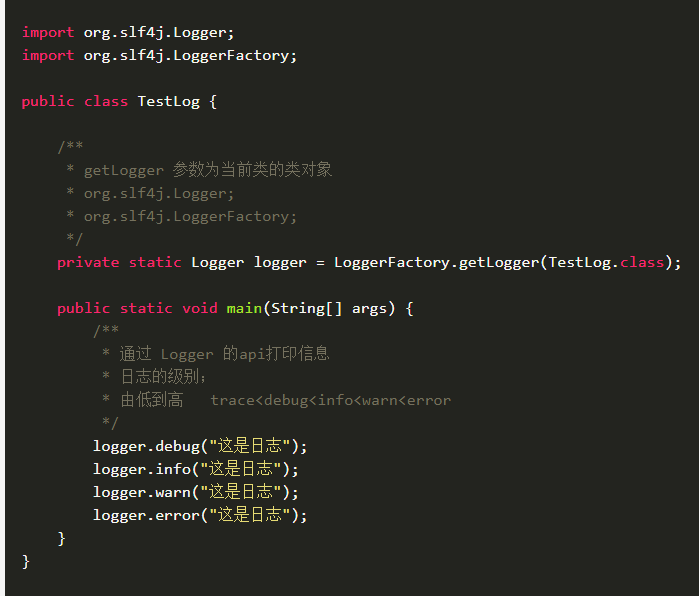 import org.slf4j.Logger;
import org.slf4j.LoggerFactory;
public class TestLog {
/**
* getLogger 参数为当前类的类对象
* org.slf4j.Logger;
* org.slf4j.LoggerFactory;
*/
private static Logger logger = LoggerFactory.getLogger(TestLog.class);
public static void main(String[] args) {
/**
* 通过 Logger 的api打印信息
* 日志的级别；
* 由低到高   trace<debug<info<warn<error
*/
logger.debug("这是日志");
logger.info("这是日志");
logger.warn("这是日志");
logger.error("这是日志");
}
}